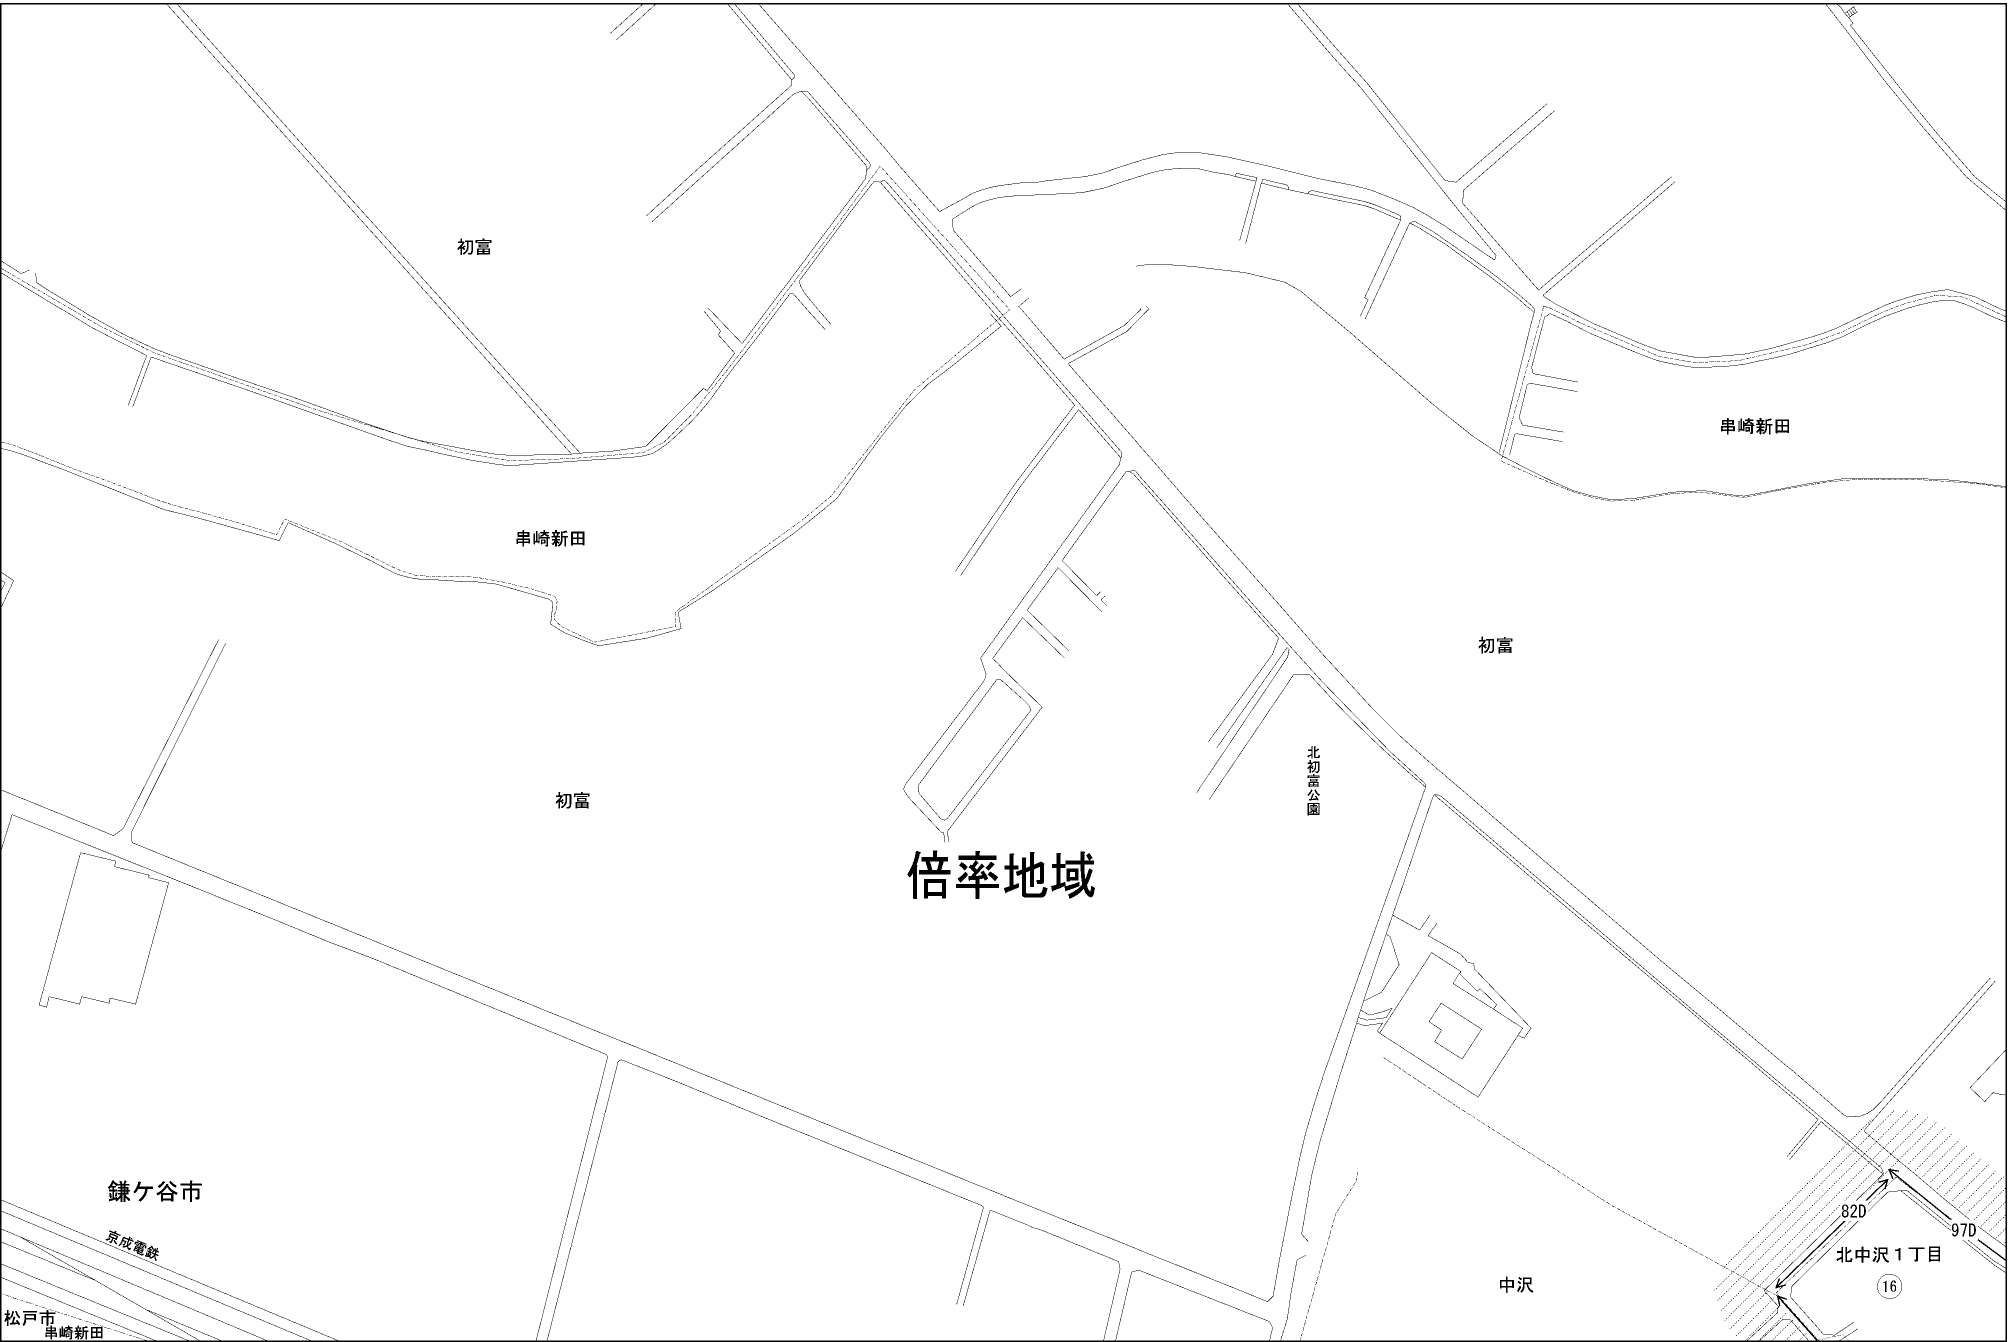 初富
串崎新田
串崎新田
初富
北初富公園
初富
倍率地域
鎌ケ谷市
82D
97D
京成電鉄
北中沢1丁目
中沢
16
松戸市
串崎新田